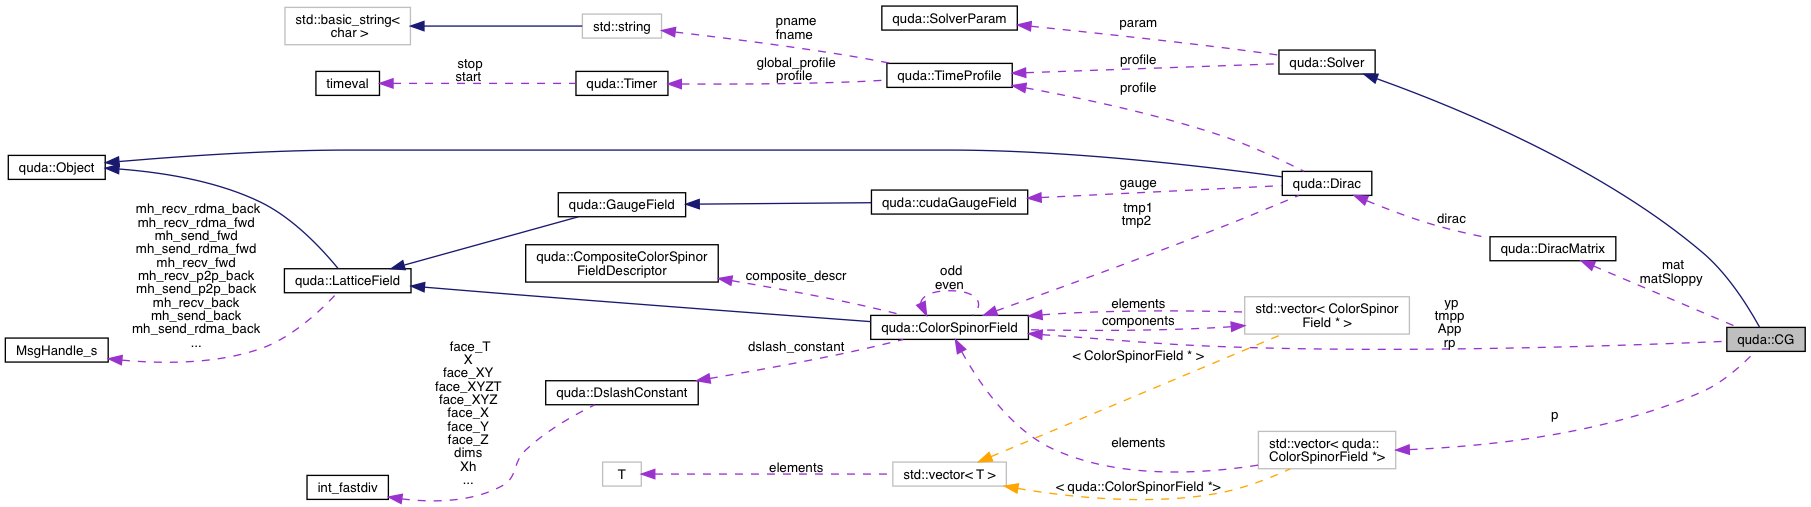 std::basic_string<
char >
std::string
pname
fname
quda::SolverParam
param
quda::Solver
timeval
stop
start
quda::Timer
global_profile
profile
quda::TimeProfile
profile
profile
quda::Object
quda::Dirac
gauge
quda::GaugeField
quda::cudaGaugeField
tmp1
tmp2
dirac
quda::DiracMatrix
mat
matSloppy
mh_recv_rdma_back
mh_recv_rdma_fwd
mh_send_fwd
mh_send_rdma_fwd
mh_recv_fwd
mh_recv_p2p_back
mh_send_p2p_back
mh_recv_back
mh_send_back
mh_send_rdma_back
...
quda::LatticeField
quda::CompositeColorSpinor
FieldDescriptor
composite_descr
odd
even
quda::ColorSpinorField
elements
components
std::vector< ColorSpinor
Field * >
yp
tmpp
App
rp
quda::CG
MsgHandle_s
dslash_constant
< ColorSpinorField * >
face_T
X
face_XY
face_XYZT
face_XYZ
face_X
face_Y
face_Z
dims
Xh
...
quda::DslashConstant
p
elements
std::vector< quda::
ColorSpinorField *>
int_fastdiv
T
elements
std::vector< T >
< quda::ColorSpinorField *>